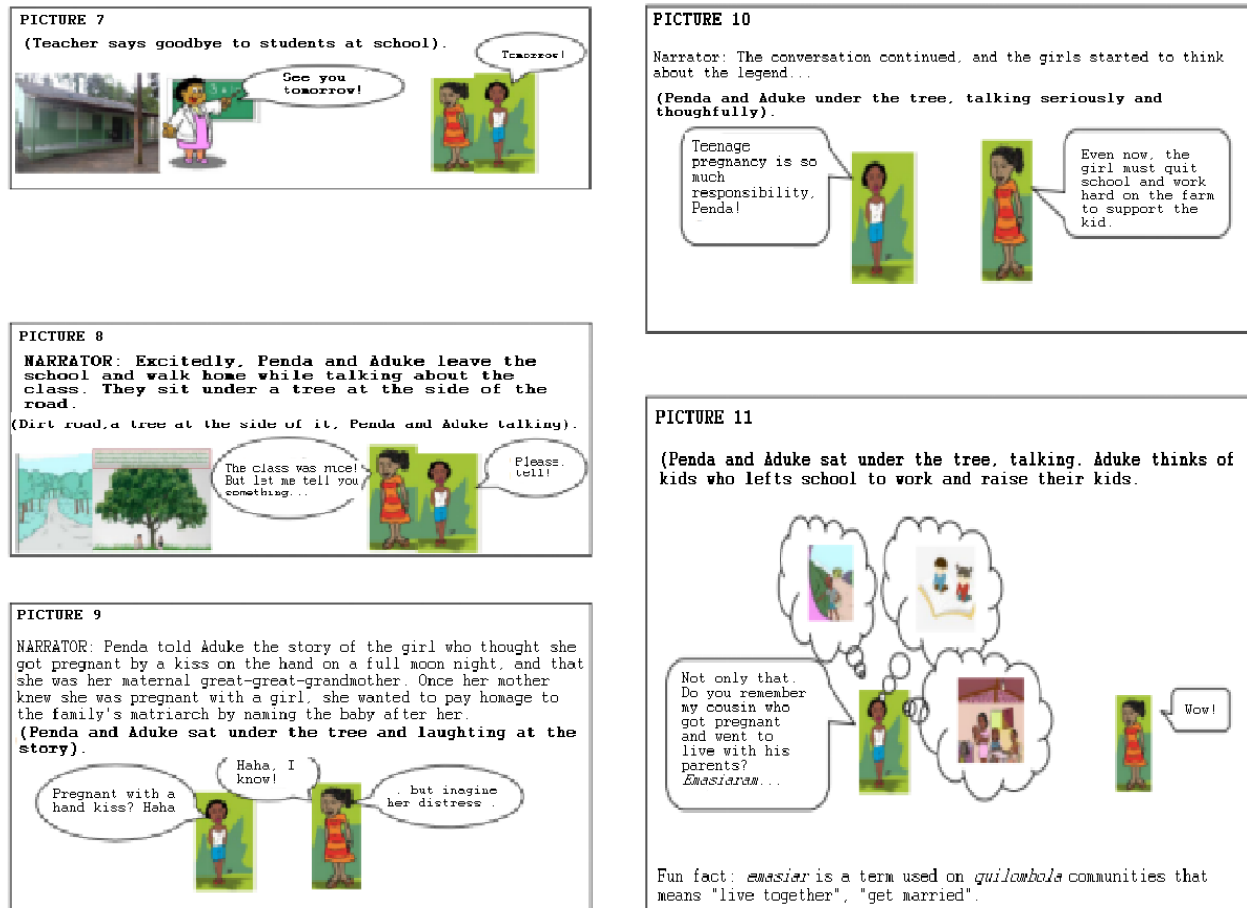 PICTURE 7
(Teacher says goodbye to students at school).
See you
tomorrow!
Tomorrow!
PICTURE 8
NARRATOR: Excitedly, Penda and Aduke leave the
school and walk home while talking about the
class. They sit under a tree at the side of the
road.
(Dirt road,a tree at the side of it, Penda and Aduke talking).
The class was nice!
But let me tell you
something...
Please,
tell!
PICTURE 9
NARRATOR: Penda told Aduke the story of the girl who thought she
got pregnant by a kiss on the hand on a full moon night, and that
she was her maternal great-great-grandmother. Once her mother
knew she was pregnant with a girl, she wanted to pay homage to
the family's matriarch by naming the baby after her.
(Penda and Aduke sat under the tree and laughting at the
story).
Pregnant with a
hand kiss? Haha
Haha, I
know!
.. but imagine
her distress .
PICTURE 10
Narrator: The conversation continued, and the girls started to think
about the legend...
(Penda and Aduke under the tree, talking seriously and
thoughfully).
Teenage
pregnancy is so
much
responsibility,
Penda!
Even now, the
girl must quit
school and work
hard on the farm
to support the
kid.
PICTURE 11
(Penda and Aduke sat under the tree, talking. Aduke thinks of
kids who lefts school to work and raise their kids.
Not only that.
Do you remember
my cousin who
got pregnant
and went to
live with his
parents?
Emasiaram...
Wow!
Fun fact: emasiar is a term used on quilombola communities that
means "live together", "get married".